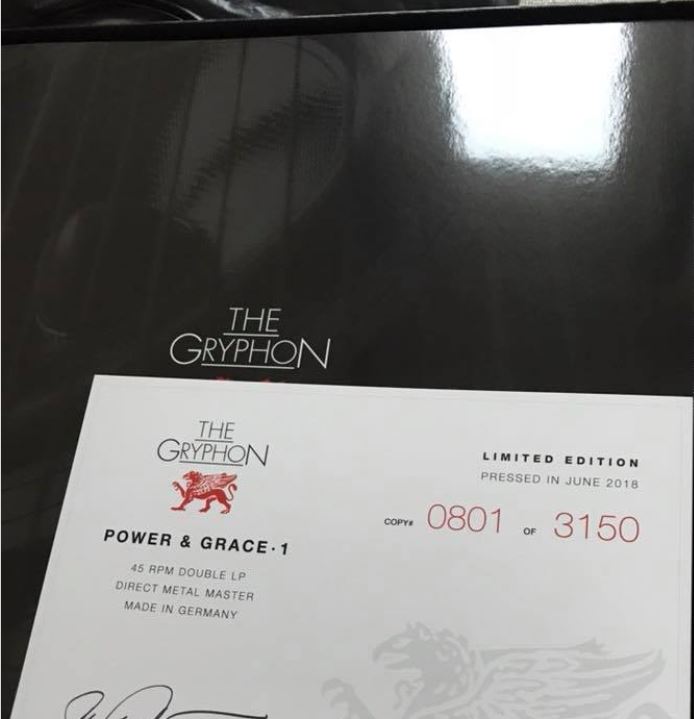 THE
GRYPHON
THE
GRYPHON
POWER & GRACE·1
45 RPM DOUBLE LP
DIRECT METAL MASTER
MADE IN GERMANY
LIMITED EDITION
PRESSED IN JUNE 2018
COPY# 0801 OF 3150